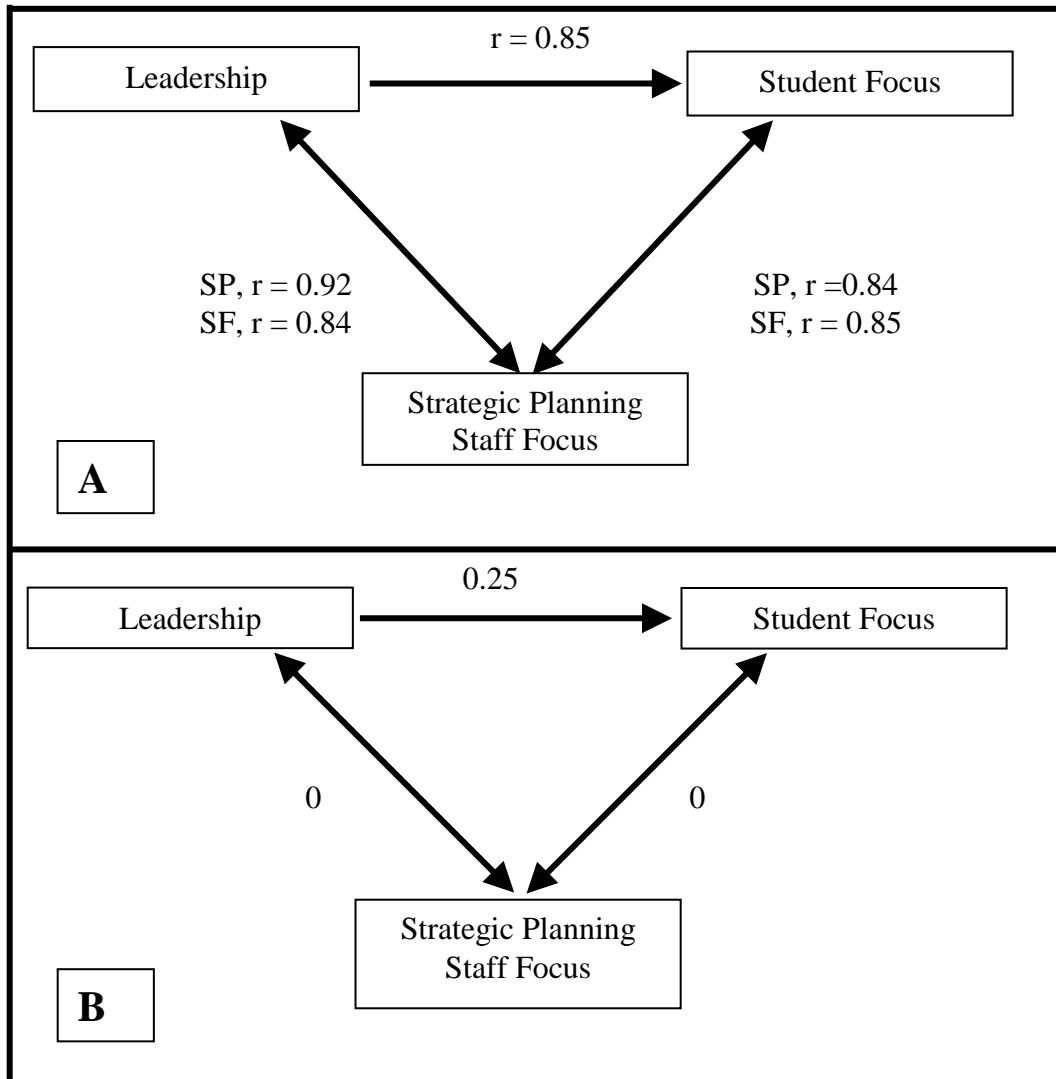 r = 0.85
Leadership
Student Focus
SP, r = 0.92
SF, r = 0.84
SP, r =0.84
SF, r = 0.85
Strategic Planning
Staff Focus
A
0.25
Leadership
Student Focus
0
0
Strategic Planning
Staff Focus
B